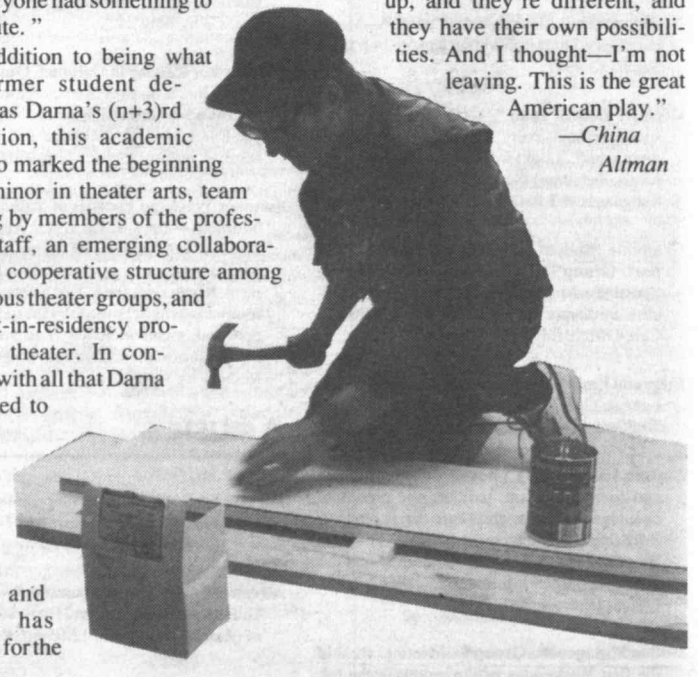 yone had something to
te. "
ddition to being what
rmer student de-
as Darna's (n+3)rd
ion, this academic
o marked the beginning
minor in theater arts, team
g by members of the profes-
taff, an emerging collabora-
cooperative structure among
ous theater groups, and
t-in-residency pro-
theater. In con-
with all that Darna
ed to
and
has
for the
up, and they're different, and
they have their own possibili-
ties. And I thought—I'm not
leaving. This is the great
American play."
—China
Altman